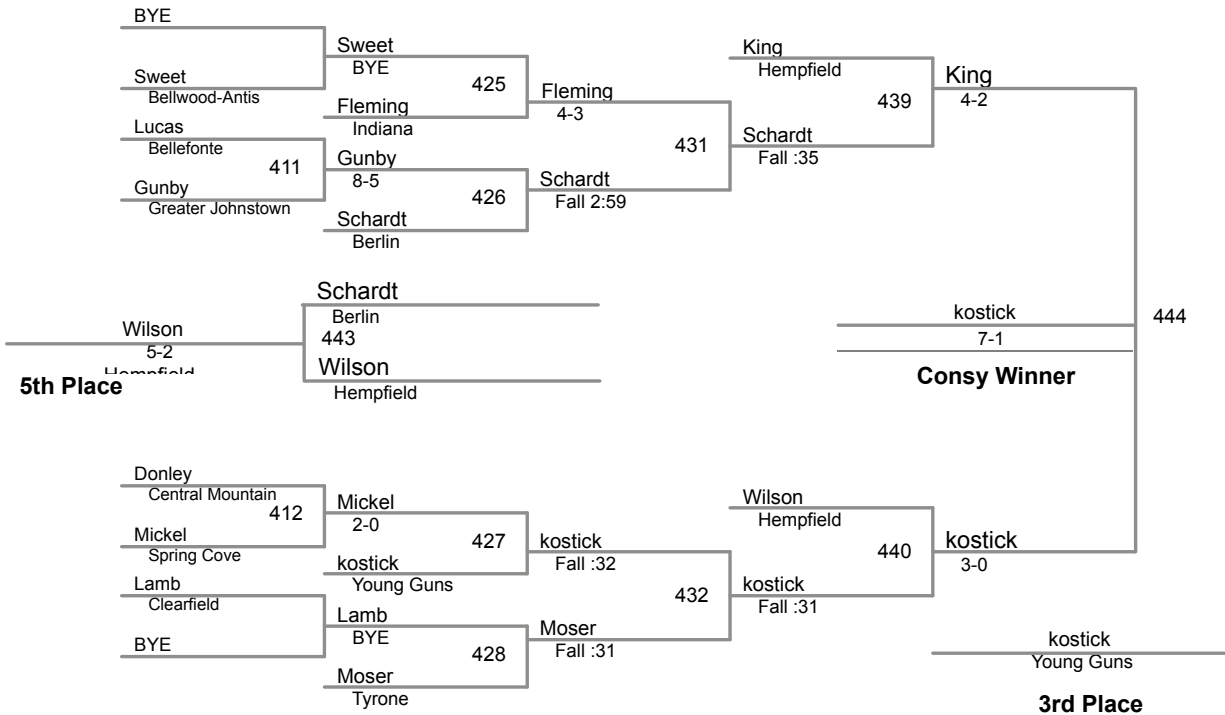 BYE
Sweet
Bellwood-Antis
Sweet
BYE
425
Fleming
Indiana
Lucas
Bellefonte
411
Gunby
Greater Johnstown
Gunby
8-5
426
Schardt
Berlin
Fleming
4-3
431
Schardt
Fall 2:59
King
Hempfield
439
Schardt
Fall :35
King
4-2
Schardt
Berlin
443
Wilson
Hempfield
Wilson
5-2
Hempfield
5th Place
kostick
7-1
444
Consy Winner
Donley
Central Mountain
412
Mickel
Spring Cove
Mickel
2-0
427
kostick
Young Guns
Lamb
Clearfield
BYE
Lamb
BYE
428
Moser
Tyrone
kostick
Fall :32
432
Moser
Fall :31
Wilson
Hempfield
440
kostick
Fall :31
kostick
3-0
kostick
Young Guns
3rd Place